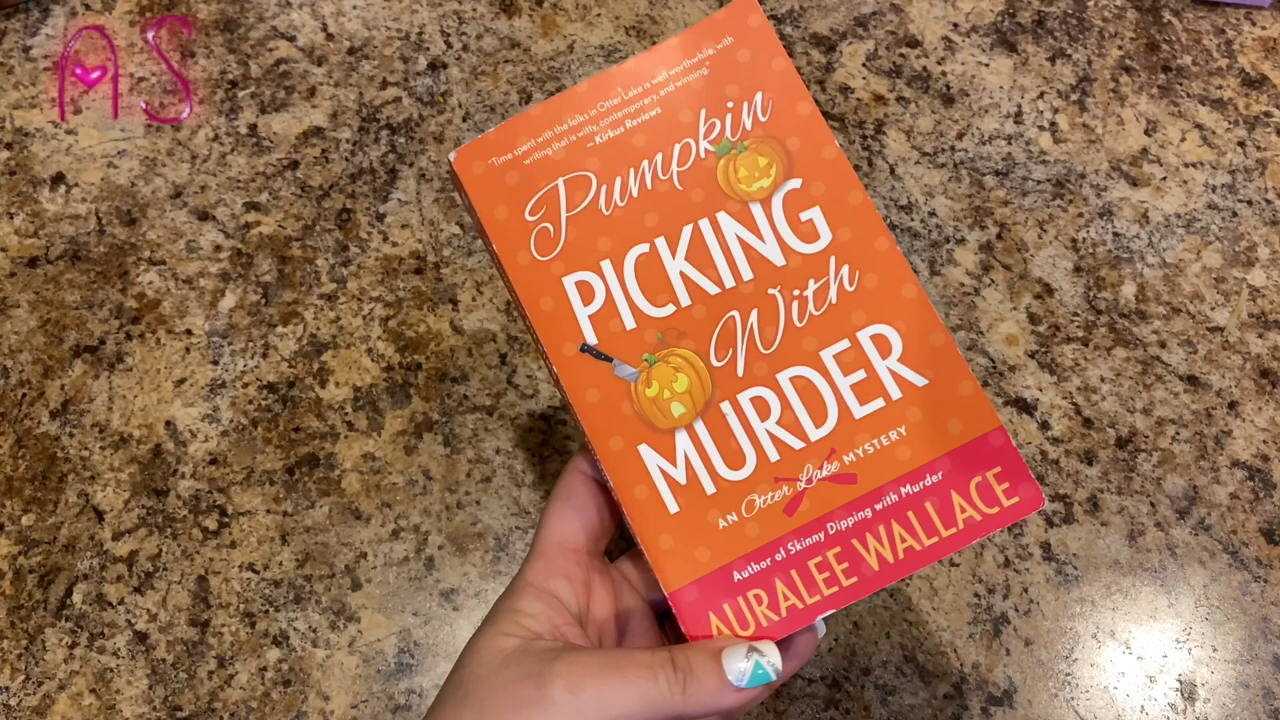 AS
"Time spent with the folks in Otter Lake is well worthwhile, with
writing that is witty, contemporary, and winning."
– Kirkus Reviews
Pumpkin
PICKING
With
MURDER
AN Otter Lake MYSTERY
Author of Skinny Dipping with Murder
AURALEE WALLACE